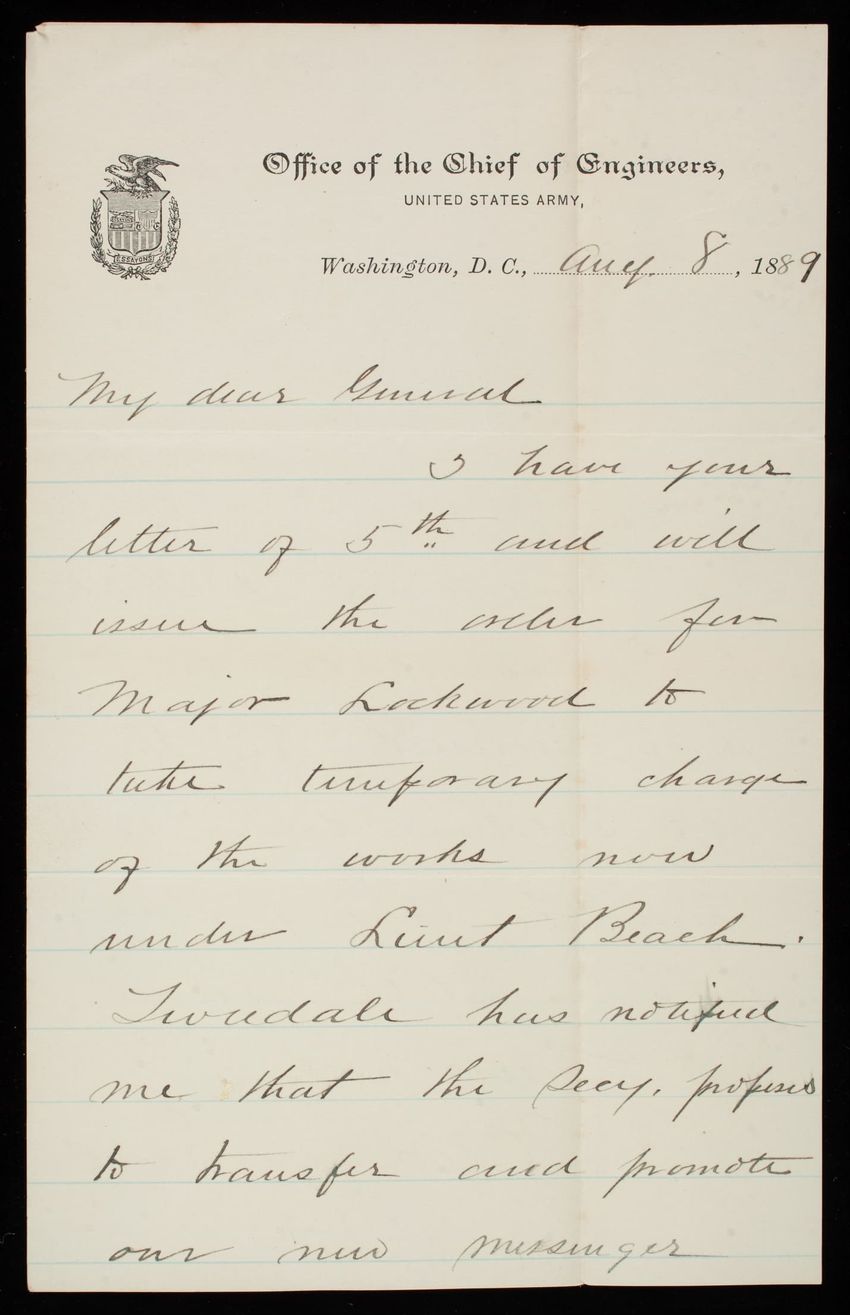 Office of the Chief of Engineers,
UNITED STATES ARMY,
Washington, D. C., Aug. 8, 1889
ESSAYONS
My dear General
I have your
letter of 5th and will
issue the order for
Major Lockwood to
take temporary charge
of the works now
under Lieut Beach.
Tweedale has notified
me that the Secy. proposes
to transfer and promote
our new messenger